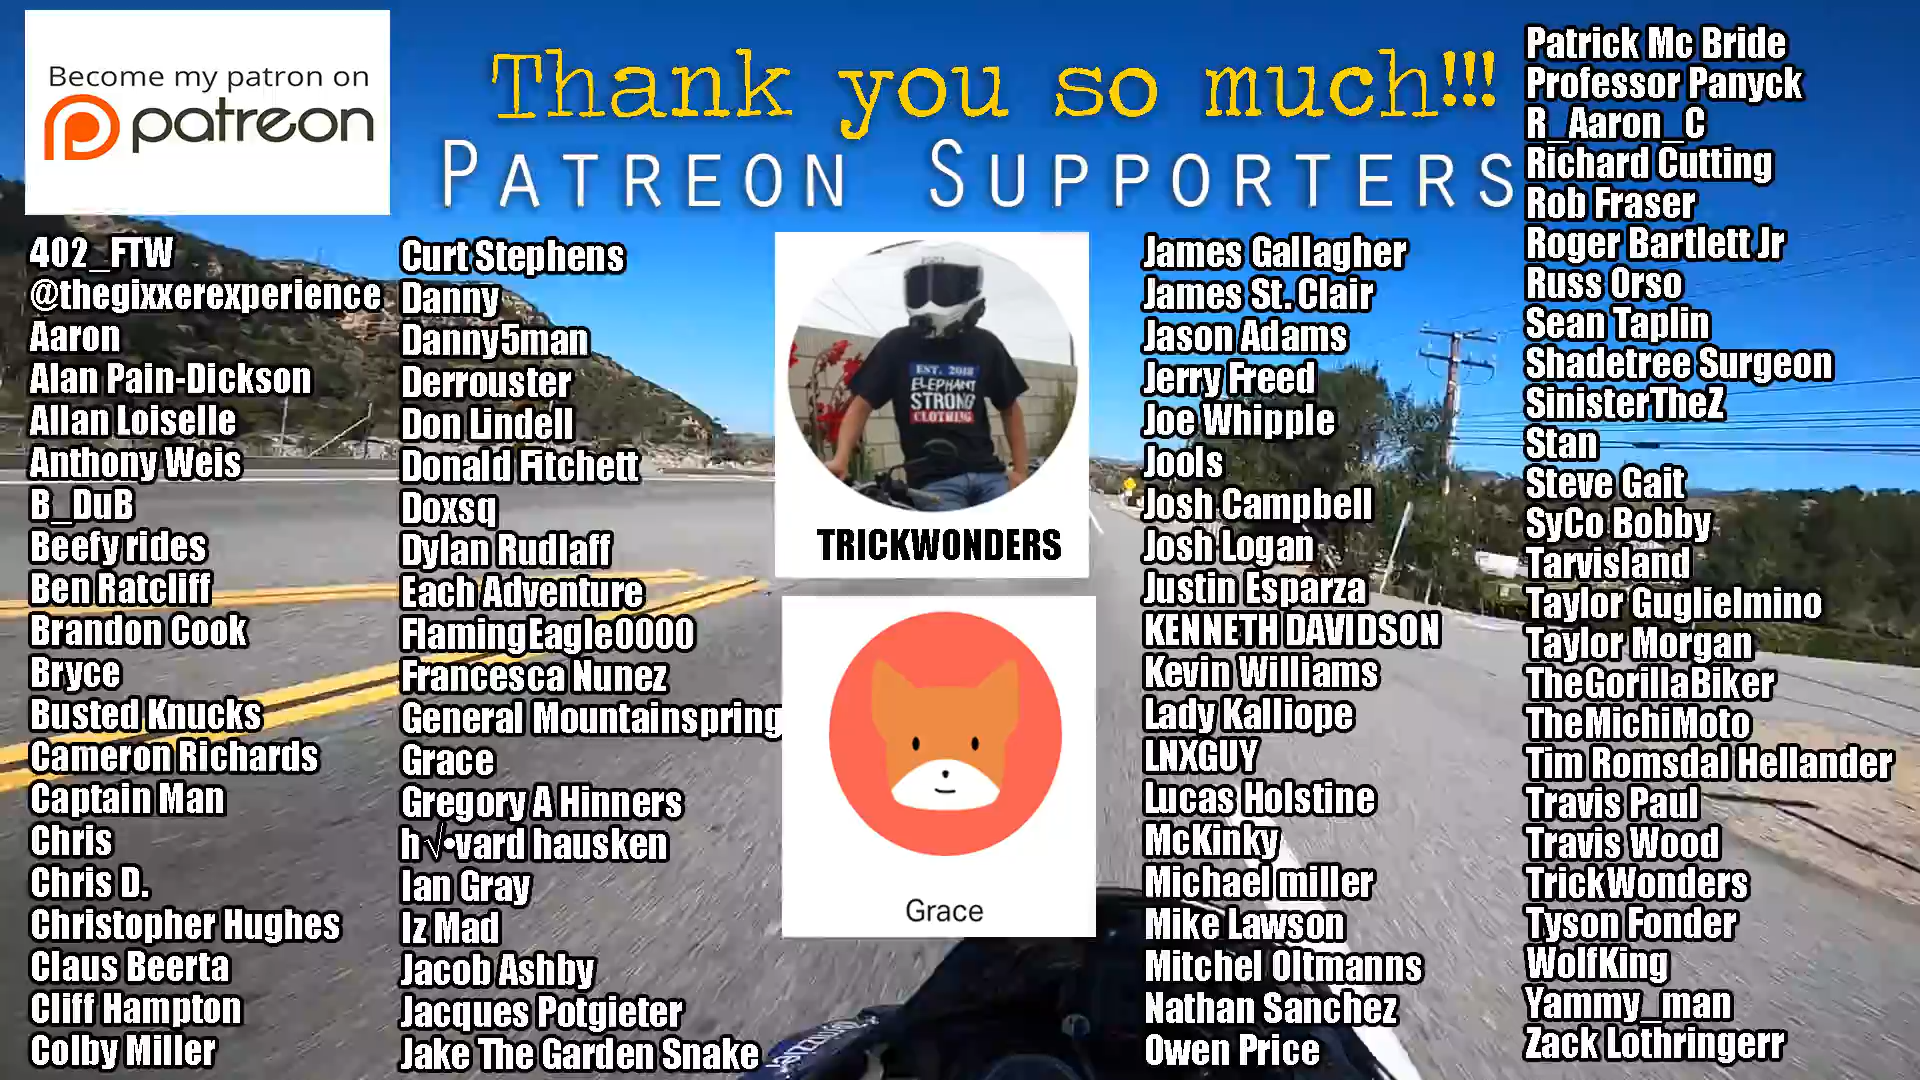 Become my patron on
patreon
Thank you so much!!!
PATREON SUPPORTERS
402_FTW
@thegixxerexperience
Aaron
Alan Pain-Dickson
Allan Loiselle
Anthony Weis
B_DuB
Beefy rides
Ben Ratcliff
Brandon Cook
Bryce
Busted Knucks
Cameron Richards
Captain Man
Chris
Chris D.
Christopher Hughes
Claus Beerta
Cliff Hampton
Colby Miller
Curt Stephens
Danny
Danny5man
Derrouster
Don Lindell
Donald Fitchett
Doxsq
Dylan Rudlaff
Each Adventure
FlamingEagle0000
Francesca Nunez
General Mountainspring
Grace
Gregory A Hinners
h√•vard hausken
Ian Gray
Iz Mad
Jacob Ashby
Jacques Potgieter
Jake The Garden Snake
EST. 2018
ELEPHANT
STRONG
CLOTHING
TRICKWONDERS
Grace
James Gallagher
James St. Clair
Jason Adams
Jerry Freed
Joe Whipple
Jools
Josh Campbell
Josh Logan
Justin Esparza
KENNETH DAVIDSON
Kevin Williams
Lady Kalliope
LNXGUY
Lucas Holstine
McKinky
Michael miller
Mike Lawson
Mitchel Oltmanns
Nathan Sanchez
Owen Price
Patrick Mc Bride
Professor Panyck
R_Aaron_C
Richard Cutting
Rob Fraser
Roger Bartlett Jr
Russ Orso
Sean Taplin
Shadetree Surgeon
SinisterTheZ
Stan
Steve Gait
SyCo Bobby
Tarvisland
Taylor Guglielmino
Taylor Morgan
TheGorillaBiker
TheMichiMoto
Tim Romsdal Hellander
Travis Paul
Travis Wood
TrickWonders
Tyson Fonder
WolfKing
Yammy_man
Zack Lothringerr